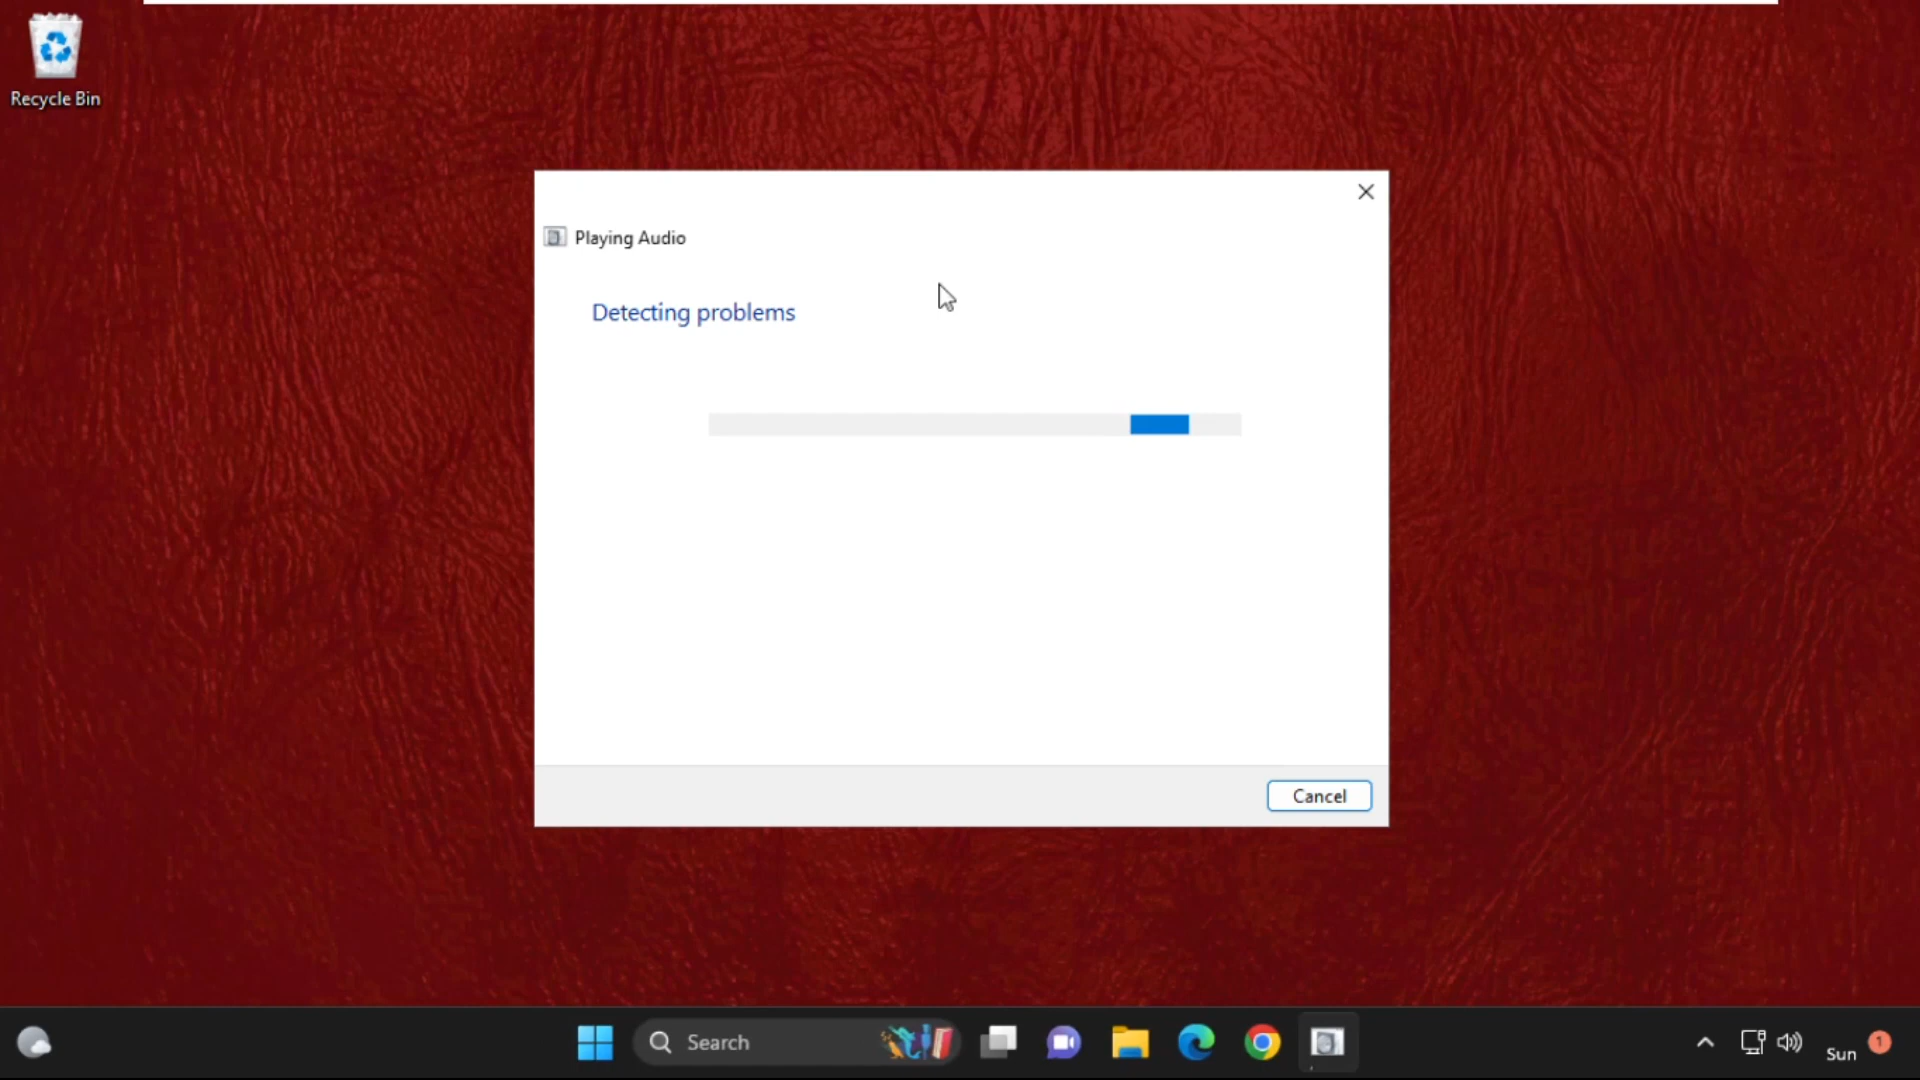 Recycle Bin
Playing Audio
Detecting problems
Cancel
Search
Sun
1